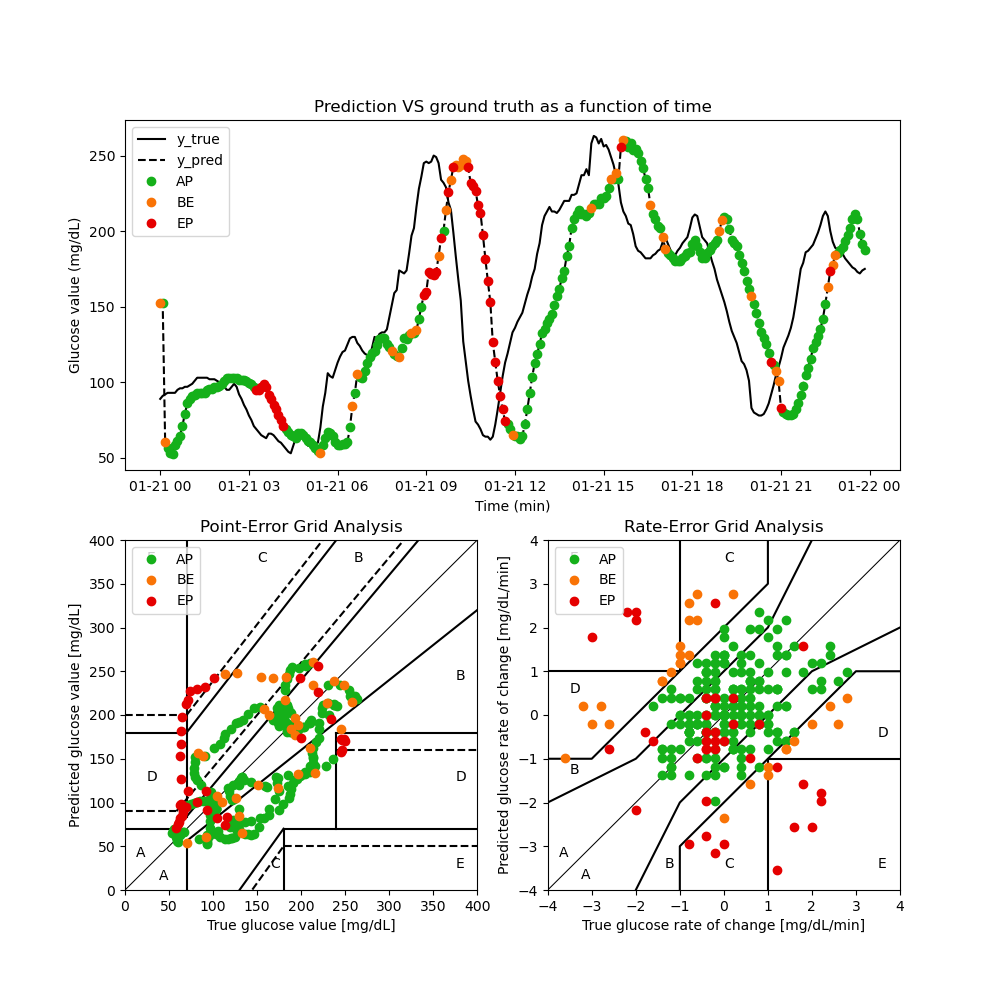 Prediction VS ground truth as a function of time
Glucose value (mg/dL)
250
200
150
100
50
y_true
y_pred
AP
BE
EP
01-21 00 01-21 03 01-21 06 01-21 09 01-21 12 01-21 15 01-21 18 01-21 21 01-22 00
Time (min)
Point-Error Grid Analysis
Predicted glucose value [mg/dL]
400
350
300
250
200
150
100
50
0
AP
BE
EP
C
B
B
D
D
A
A
C
E
0 50 100 150 200 250 300 350 400
True glucose value [mg/dL]
Rate-Error Grid Analysis
Predicted glucose rate of change [mg/dL/min]
4
3
2
1
0
−1
−2
−3
−4
AP
BE
EP
C
D
D
B
A
A
B
C
E
−4 −3 −2 −1 0 1 2 3 4
True glucose rate of change [mg/dL/min]